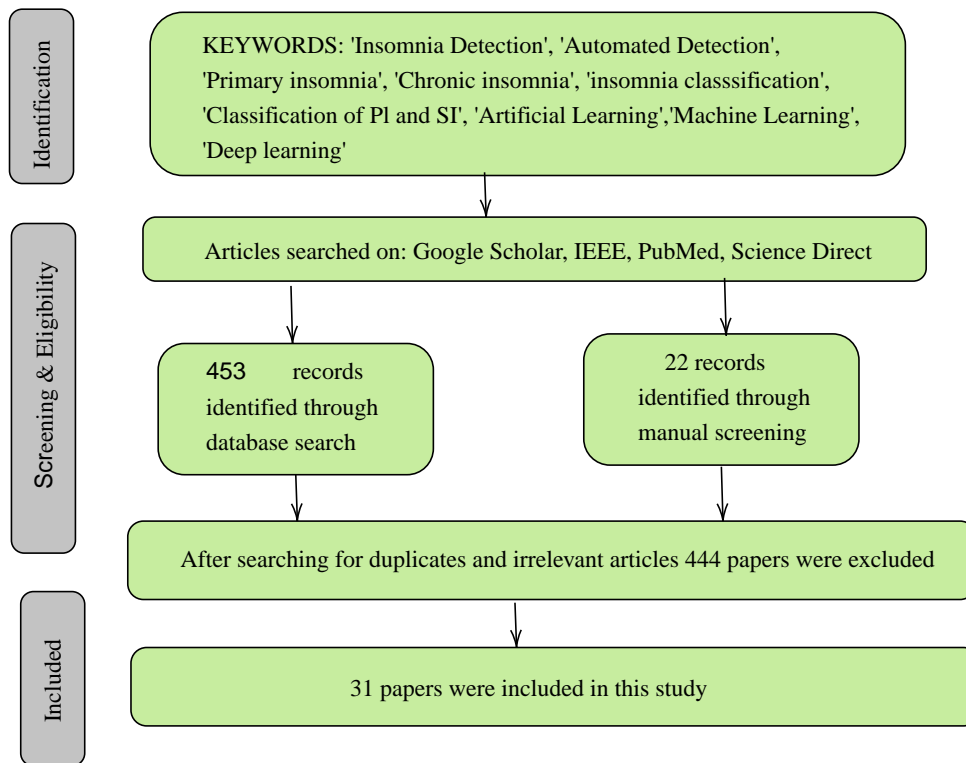 Identification
KEYWORDS: 'Insomnia Detection', 'Automated Detection',
'Primary insomnia', 'Chronic insomnia', 'insomnia classsification',
'Classification of Pl and SI', 'Artificial Learning','Machine Learning',
'Deep learning'
Screening & Eligibility
Articles searched on: Google Scholar, IEEE, PubMed, Science Direct
453 records
identified through
database search
22 records
identified through
manual screening
After searching for duplicates and irrelevant articles 444 papers were excluded
Included
31 papers were included in this study